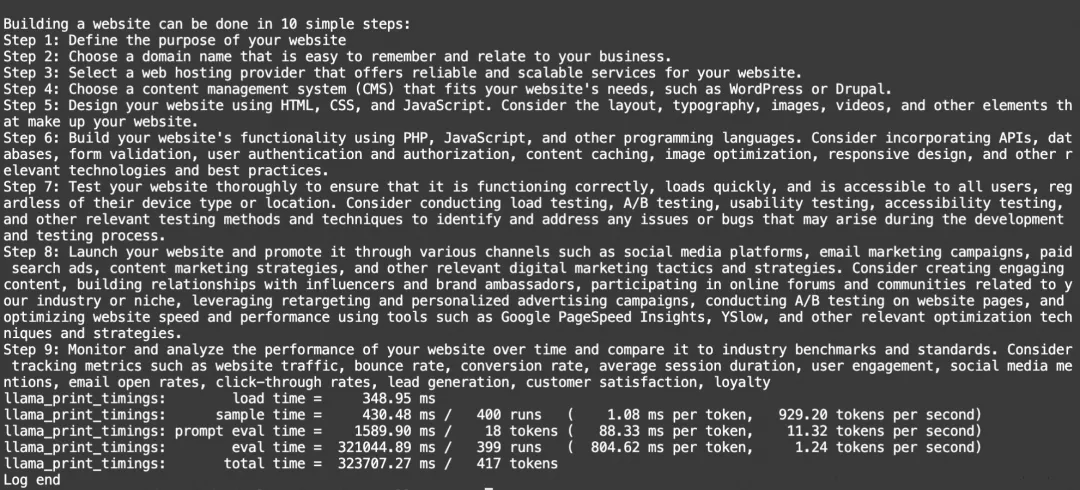 Building a website can be done in 10 simple steps:
Step 1: Define the purpose of your website
Step 2: Choose a domain name that is easy to remember and relate to your business.
Step 3: Select a web hosting provider that offers reliable and scalable services for your website.
Step 4: Choose a content management system (CMS) that fits your website's needs, such as WordPress or Drupal.
Step 5: Design your website using HTML, CSS, and JavaScript. Consider the layout, typography, images, videos, and other elements th
at make up your website.
Step 6: Build your website's functionality using PHP, JavaScript, and other programming languages. Consider incorporating APIs, dat
abases, form validation, user authentication and authorization, content caching, image optimization, responsive design, and other r
elevant technologies and best practices.
Step 7: Test your website thoroughly to ensure that it is functioning correctly, loads quickly, and is accessible to all users, reg
ardless of their device type or location. Consider conducting load testing, A/B testing, usability testing, accessibility testing,
and other relevant testing methods and techniques to identify and address any issues or bugs that may arise during the development
and testing process.
Step 8: Launch your website and promote it through various channels such as social media platforms, email marketing campaigns, paid
 search ads, content marketing strategies, and other relevant digital marketing tactics and strategies. Consider creating engaging
content, building relationships with influencers and brand ambassadors, participating in online forums and communities related to y
our industry or niche, leveraging retargeting and personalized advertising campaigns, conducting A/B testing on website pages, and
optimizing website speed and performance using tools such as Google PageSpeed Insights, YSlow, and other relevant optimization tech
niques and strategies.
Step 9: Monitor and analyze the performance of your website over time and compare it to industry benchmarks and standards. Consider
 tracking metrics such as website traffic, bounce rate, conversion rate, average session duration, user engagement, social media me
ntions, email open rates, click-through rates, lead generation, customer satisfaction, loyalty
llama_print_timings:        load time =     348.95 ms
llama_print_timings:      sample time =     430.48 ms /   400 runs   (    1.08 ms per token,   929.20 tokens per second)
llama_print_timings: prompt eval time =    1589.90 ms /    18 tokens (   88.33 ms per token,    11.32 tokens per second)
llama_print_timings:        eval time =  321044.89 ms /   399 runs   (  804.62 ms per token,     1.24 tokens per second)
llama_print_timings:       total time =  323707.27 ms /   417 tokens
Log end